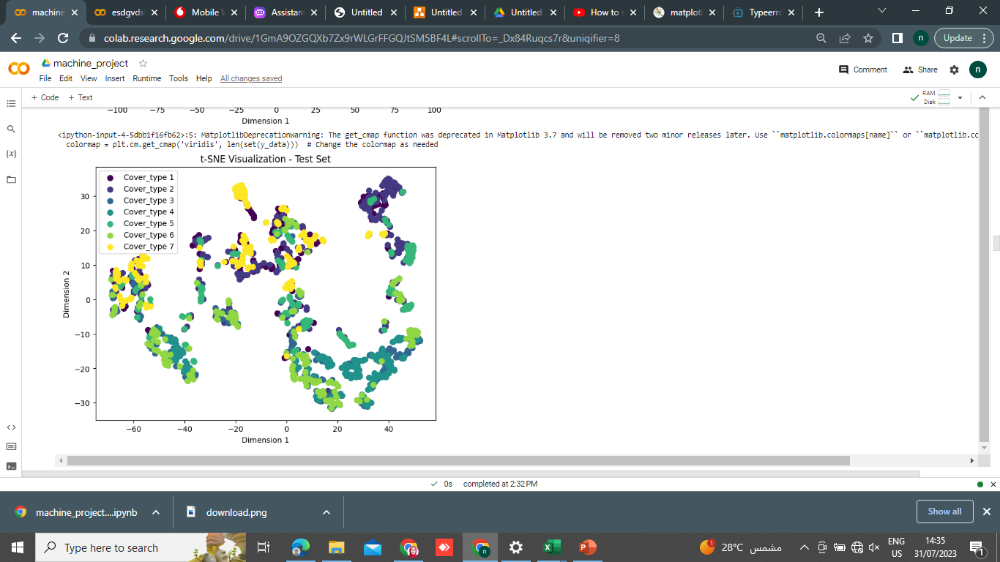 machine
esdgvds
Mobile V
Assistan
Untitled
Untitled
Untitled
How to s
matplotl
Typeerro
colab.research.google.com/drive/1GmA9OZGQXb7Zx9rWLGrFFGQJtSM5BF4L#scrollTo=_Dx84Ruqcs7r&uniqifier=8
n
Update
CO
machine_project
File Edit View Insert Runtime Tools Help All changes saved
Comment
Share
n
+ Code + Text
RAM
Disk
{x}
−100 −75 −50 −25 0 25 50 75 100
Dimension 1
<ipython-input-4-5dbb1f16fb62>:5: MatplotlibDeprecationWarning: The get_cmap function was deprecated in Matplotlib 3.7 and will be removed two minor releases later. Use ``matplotlib.colormaps[name]`` or ``matplotlib.co
colormap = plt.cm.get_cmap('viridis', len(set(y_data))) # Change the colormap as needed
t-SNE Visualization - Test Set
Cover_type 1
Cover_type 2
Cover_type 3
Cover_type 4
Cover_type 5
Cover_type 6
Cover_type 7
30
20
10
0
−10
−20
−30
Dimension 2
−60 −40 −20 0 20 40
Dimension 1
0s completed at 2:32 PM
machine_project....ipynb
download.png
Show all
Type here to search
n
1
28°C مشمس
ENG
US
14:35
31/07/2023
1